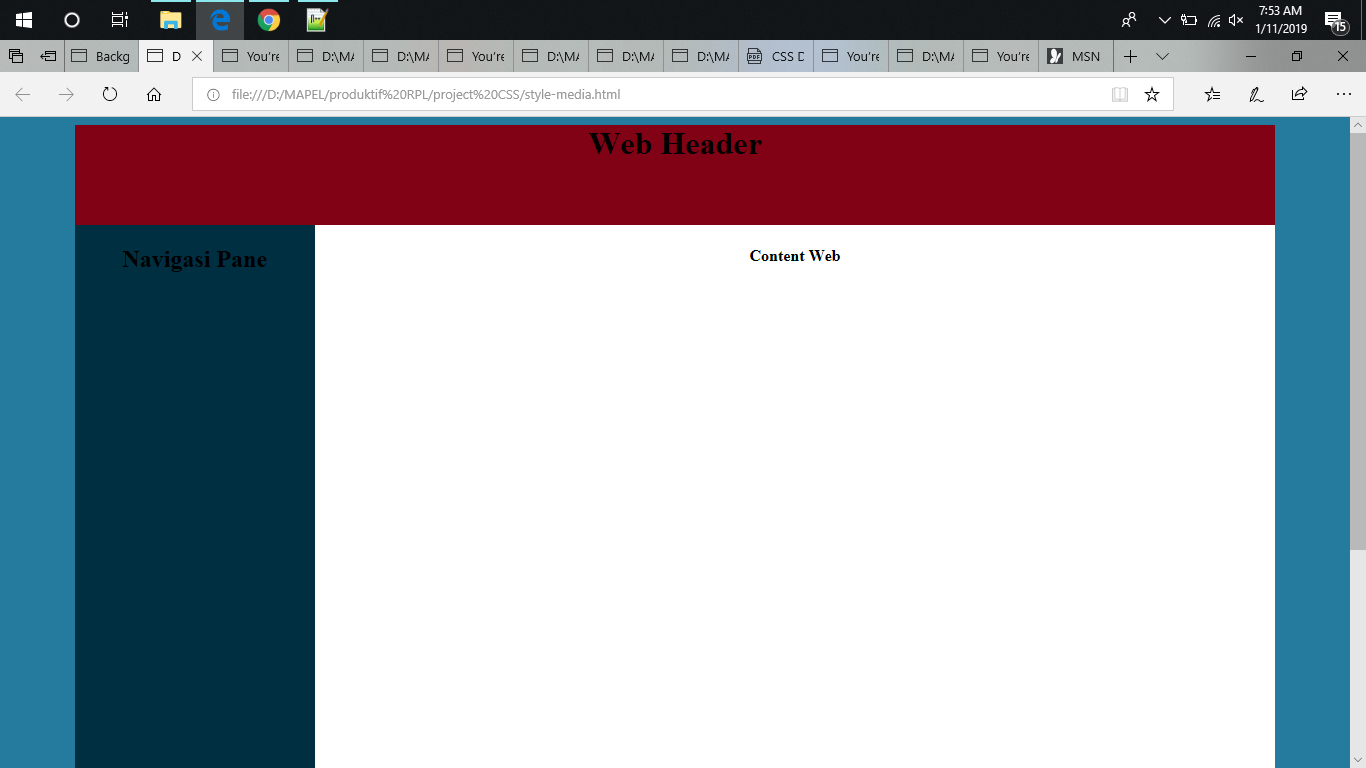 7:53 AM
1/11/2019
15
Backg
D
You're
D:\MA
D:\MA
You're
D:\MA
D:\MA
D:\MA
PDF
CSS D
You're
D:\MA
You're
MSN
file:///D:/MAPEL/produktif%20RPL/project%20CSS/style-media.html
Web Header
Navigasi Pane
Content Web